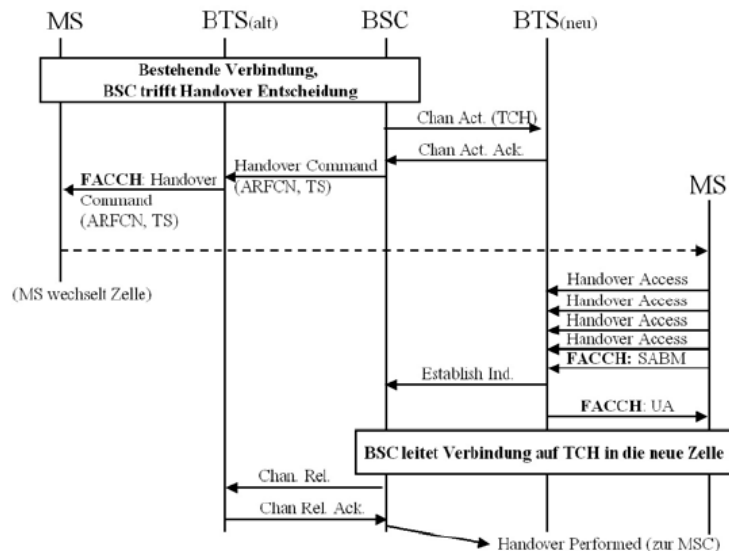 MS BTS(alt) BSC BTS(neu)
Bestehende Verbindung,
BSC trifft Handover Entscheidung
Chan Act. (TCH)
Chan Act. Ack.
Handover Command
(ARFCN, TS)
FACCH: Handover
Command
(ARFCN, TS)
MS
(MS wechselt Zelle)
Handover Access
Handover Access
Handover Access
Handover Access
FACCH: SABM
Establish Ind.
FACCH: UA
BSC leitet Verbindung auf TCH in die neue Zelle
Chan. Rel.
Chan Rel. Ack.
Handover Performed (zur MSC)